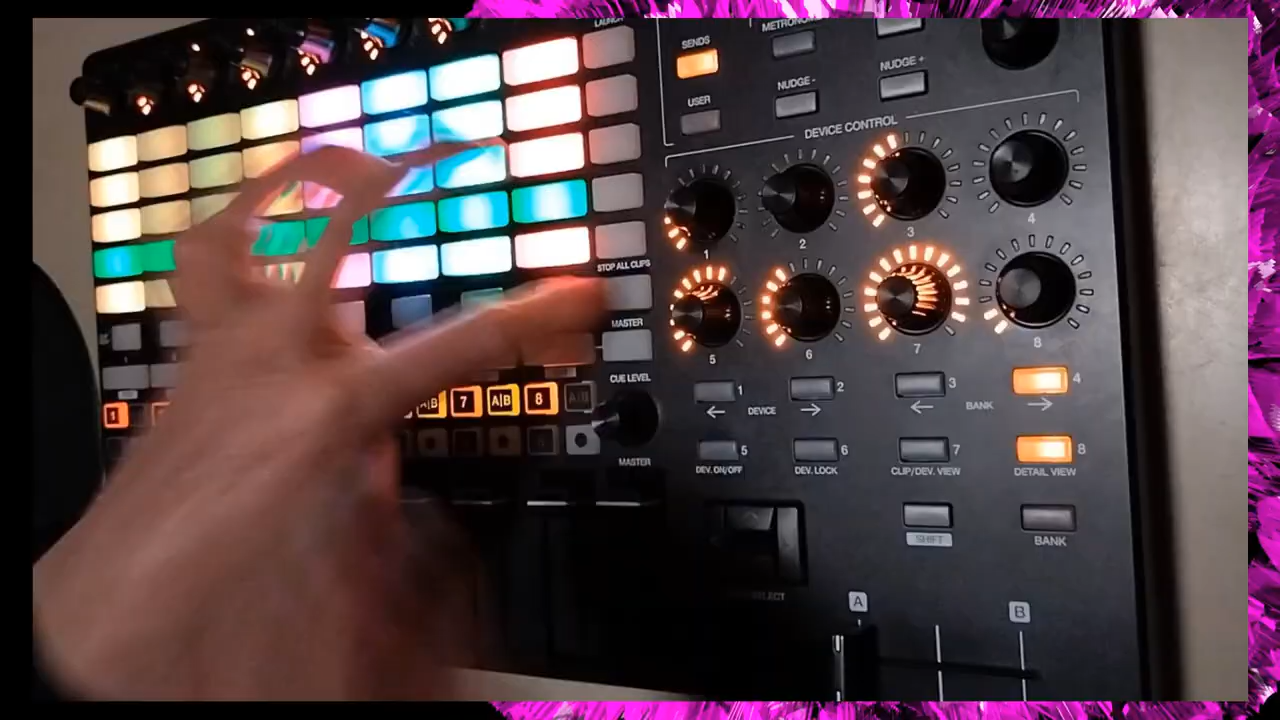 LAUNCH
SENDS
METRONOME
USER
NUDGE -
NUDGE +
DEVICE CONTROL
1
2
3
4
5
6
7
8
STOP ALL CLIPS
MASTER
CUE LEVEL
MASTER
1
A|B
7
A|B
8
A|B
1
2
3
4
← DEVICE →
← BANK →
5
6
7
8
DEV. ON/OFF
DEV. LOCK
CLIP/DEV. VIEW
DETAIL VIEW
SHIFT
BANK
SELECT
A
B